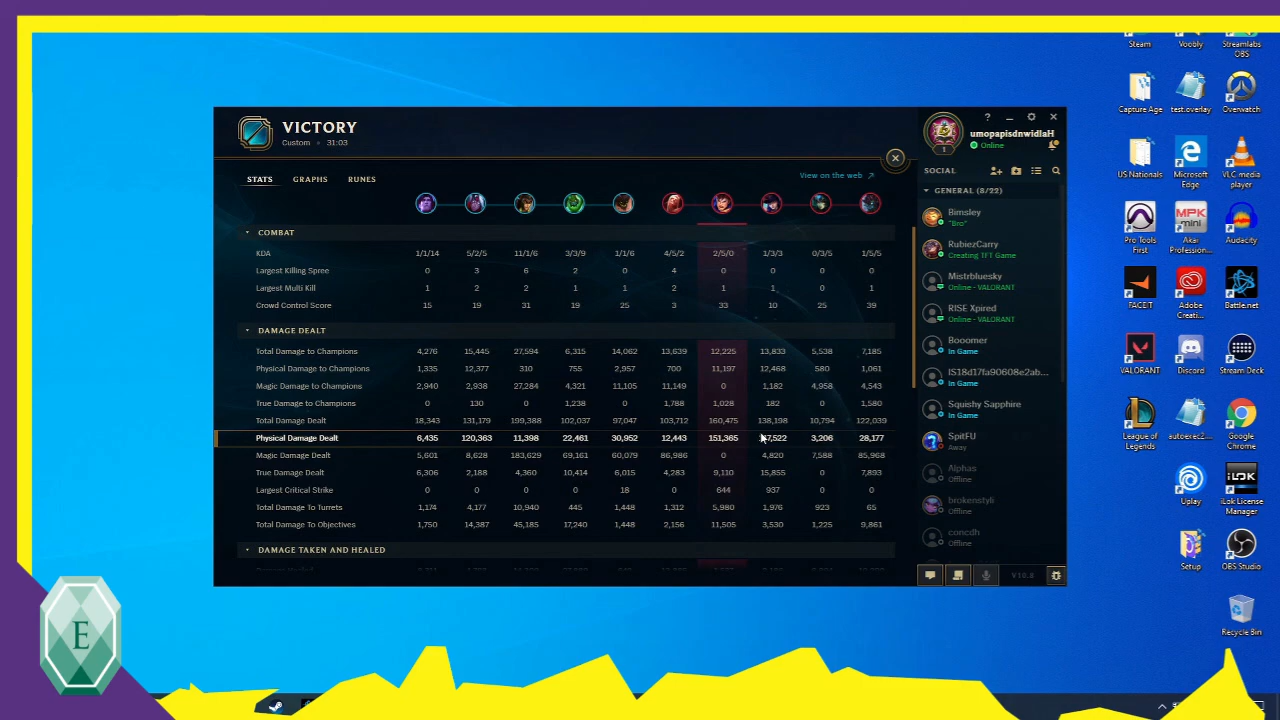 VICTORY
Custom • 31:03
STATS GRAPHS RUNES
View on the web
COMBAT
KDA 1/1/14 5/2/5 11/1/6 3/3/9 1/1/6 4/5/2 2/5/0 1/3/3 0/3/5 1/5/5
Largest Killing Spree 0 3 6 2 0 4 0 0 0 0
Largest Multi Kill 1 2 2 1 1 2 1 1 0 1
Crowd Control Score 15 19 31 19 25 3 33 10 25 39
DAMAGE DEALT
Total Damage to Champions 4,276 15,445 27,594 6,315 14,062 13,639 12,225 13,833 5,538 7,185
Physical Damage to Champions 1,335 12,377 310 755 2,957 700 11,197 12,468 580 1,061
Magic Damage to Champions 2,940 2,938 27,284 4,321 11,105 11,149 0 1,182 4,958 4,543
True Damage to Champions 0 130 0 1,238 0 1,788 1,028 182 0 1,580
Total Damage Dealt 18,343 131,179 199,388 102,037 97,047 103,712 160,475 138,198 10,794 122,039
Physical Damage Dealt 6,435 120,363 11,398 22,461 30,952 12,443 151,365 7,522 3,206 28,177
Magic Damage Dealt 5,601 8,628 183,629 69,161 60,079 86,986 0 4,820 7,588 85,968
True Damage Dealt 6,306 2,188 4,360 10,414 6,015 4,283 9,110 15,855 0 7,893
Largest Critical Strike 0 0 0 0 18 0 644 937 0 0
Total Damage To Turrets 1,174 4,177 10,940 445 1,448 1,312 5,980 1,976 923 65
Total Damage To Objectives 1,750 14,387 45,185 17,240 1,448 2,156 11,505 3,530 1,225 9,861
DAMAGE TAKEN AND HEALED
umopapisdnwidlaH
Online
1
SOCIAL
GENERAL (8/22)
Bimsley
"Bro"
RubiezCarry
Creating TFT Game
Mistrbluesky
Online - VALORANT
RISE Xpired
Online - VALORANT
Booomer
In Game
IS18d17fa90608e2ab...
In Game
Squishy Sapphire
In Game
SpitFU
Away
Alphas
Offline
brokenstyli
Offline
concdh
Offline
V10.8
Steam
Voobly
Streamlabs
OBS
Capture Age
test.overlay
Overwatch
US Nationals
Microsoft
Edge
VLC media
player
Pro Tools
First
MPK
mini
Akai
Profession...
Audacity
FACEIT
Adobe
Creati...
Battle.net
VALORANT
Discord
Stream Deck
League of
Legends
autoexec2...
Google
Chrome
Uplay
iLOK
iLok License
Manager
Setup
OBS Studio
Recycle Bin
E